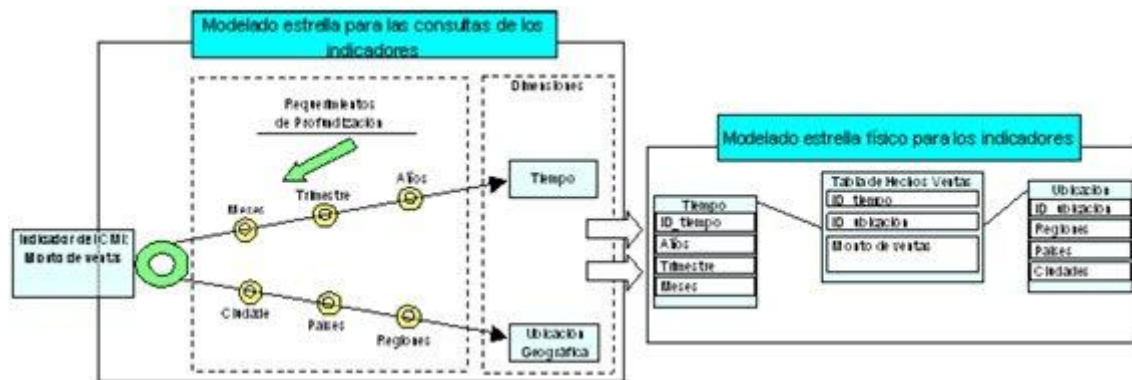 Modelado estrella para las consultas de los
indicadores
Dimensiones
Requerimientos
de Profundización
Años
Trimestre
Meses
Tiempo
Indicador del CMI:
Monto de ventas
Ciudade
Países
Regiones
Ubicación
Geográfica
Modelado estrella físico para los indicadores
Tiempo
ID_tiempo
Años
Trimestre
Meses
Tabla de Hechos Ventas
ID_tiempo
ID_ubicación
Monto de ventas
Ubicación
ID_ubicación
Regiones
Países
Ciudades